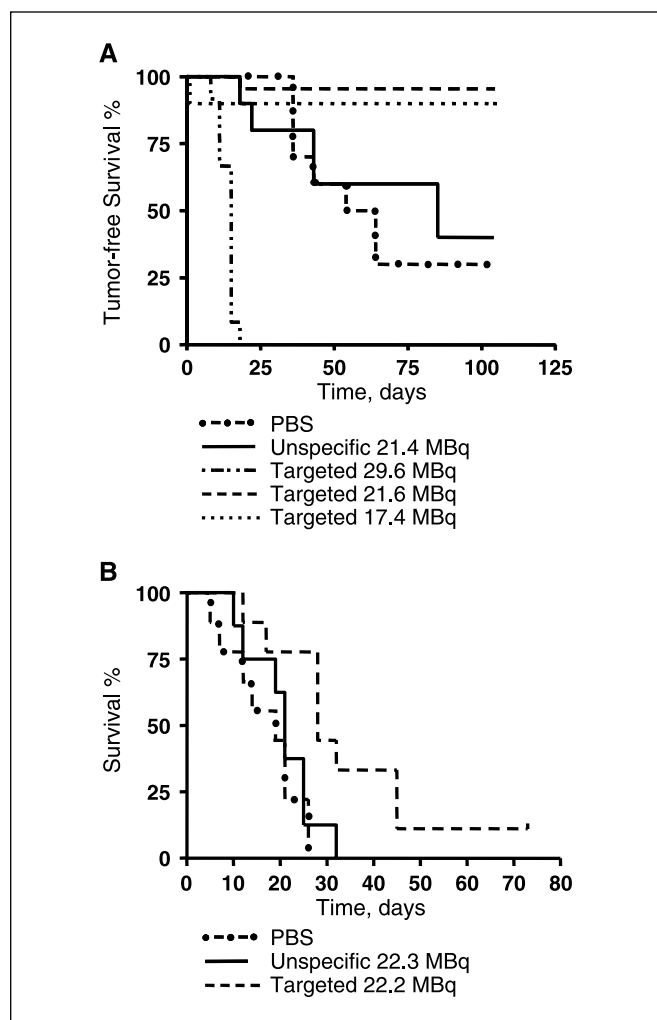 A
Tumor-free Survival %
100
75
50
25
0
0 25 50 75 100 125
Time, days
PBS
Unspecific 21.4 MBq
Targeted 29.6 MBq
Targeted 21.6 MBq
Targeted 17.4 MBq
B
Survival %
100
75
50
25
0
0 10 20 30 40 50 60 70 80
Time, days
PBS
Unspecific 22.3 MBq
Targeted 22.2 MBq